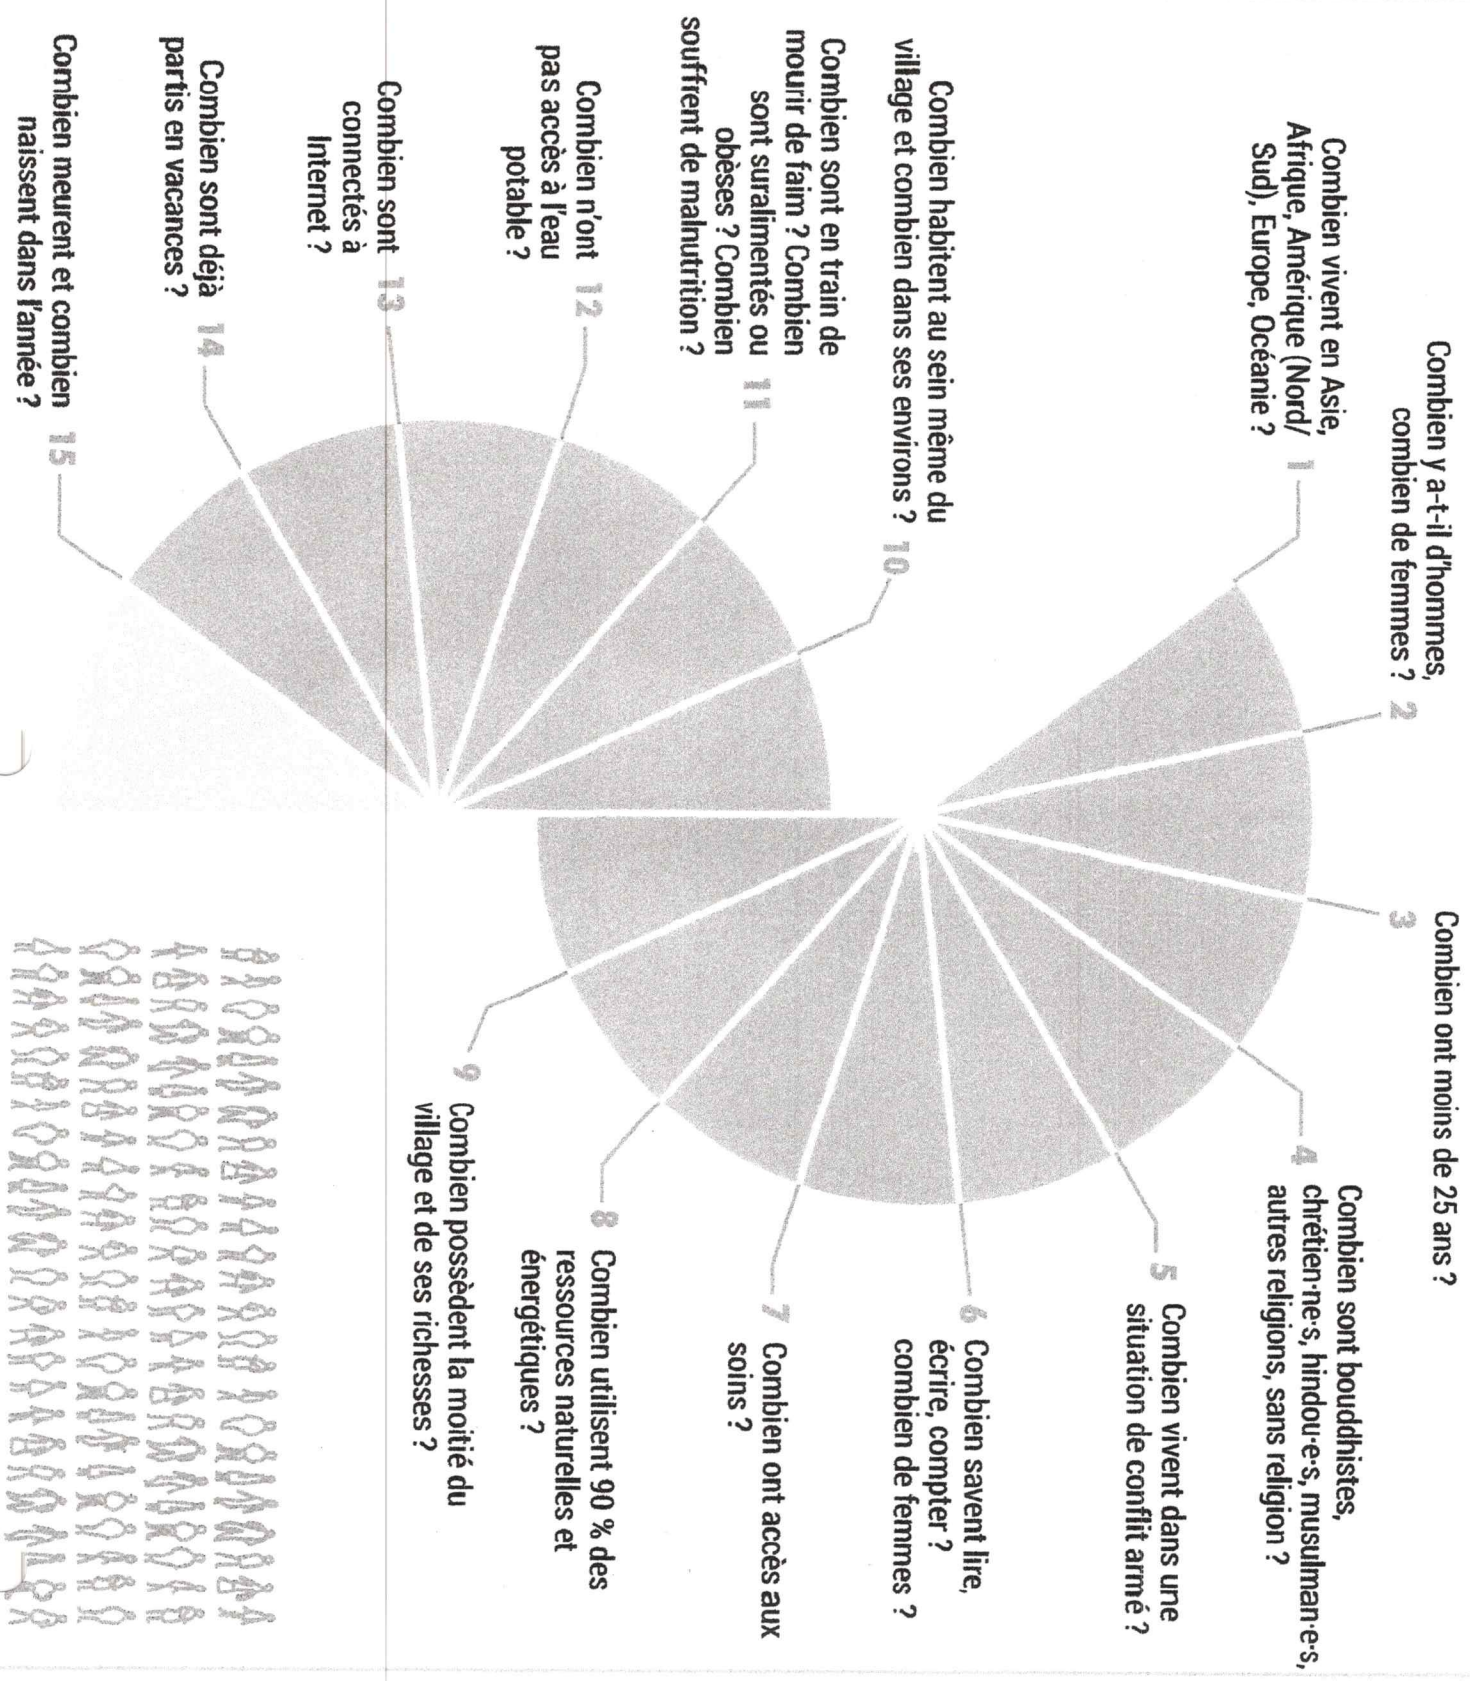 1
Combien vivent en Asie,
Afrique, Amérique (Nord/
Sud), Europe, Océanie ?
2
Combien y a-t-il d'hommes,
combien de femmes ?
3
Combien ont moins de 25 ans ?
4
Combien sont bouddhistes,
chrétien·ne·s, hindou·e·s, musulman·e·s,
autres religions, sans religion ?
5
Combien vivent dans une
situation de conflit armé ?
6
Combien savent lire,
écrire, compter ?
combien de femmes ?
7
Combien ont accès aux
soins ?
8
Combien utilisent 90 % des
ressources naturelles et
énergétiques ?
9
Combien possèdent la moitié du
village et de ses richesses ?
10
Combien habitent au sein même du
village et combien dans ses environs ?
11
Combien sont en train de
mourir de faim ? Combien
sont suralimentés ou
obèses ? Combien
souffrent de malnutrition ?
12
Combien n'ont
pas accès à l'eau
potable ?
13
Combien sont
connectés à
Internet ?
14
Combien sont déjà
partis en vacances ?
15
Combien meurent et combien
naissent dans l'année ?